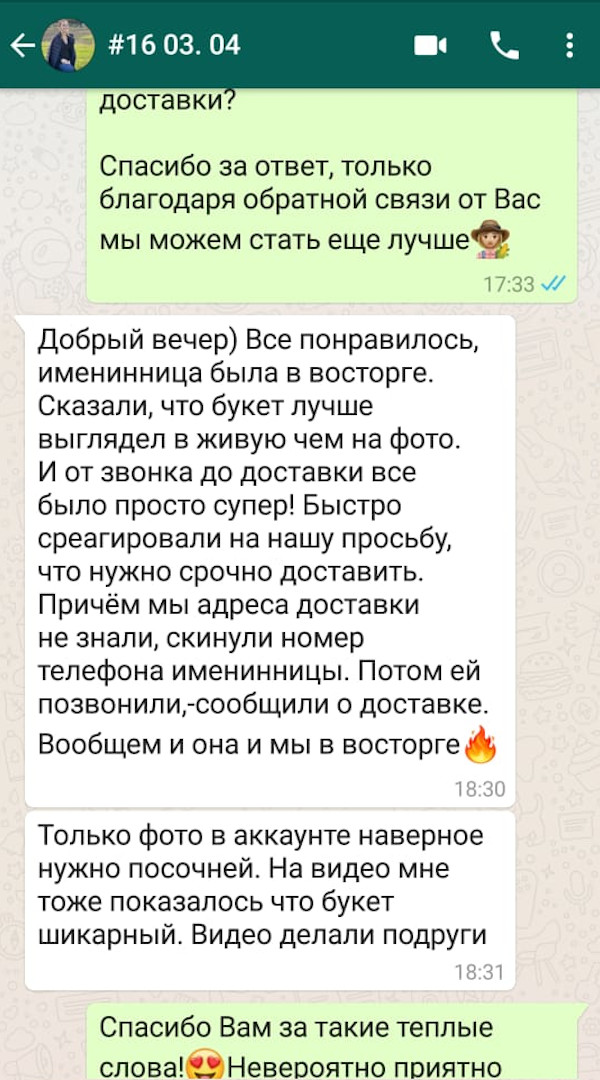 #16 03. 04
доставки?
Спасибо за ответ, только
благодаря обратной связи от Вас
мы можем стать еще лучше
17:33
Добрый вечер) Все понравилось,
именинница была в восторге.
Сказали, что букет лучше
выглядел в живую чем на фото.
И от звонка до доставки все
было просто супер! Быстро
среагировали на нашу просьбу,
что нужно срочно доставить.
Причём мы адреса доставки
не знали, скинули номер
телефона именинницы. Потом ей
позвонили,-сообщили о доставке.
Вообщем и она и мы в восторге🔥
18:30
Только фото в аккаунте наверное
нужно посочней. На видео мне
тоже показалось что букет
шикарный. Видео делали подруги
18:31
Спасибо Вам за такие теплые
слова!😍Невероятно приятно